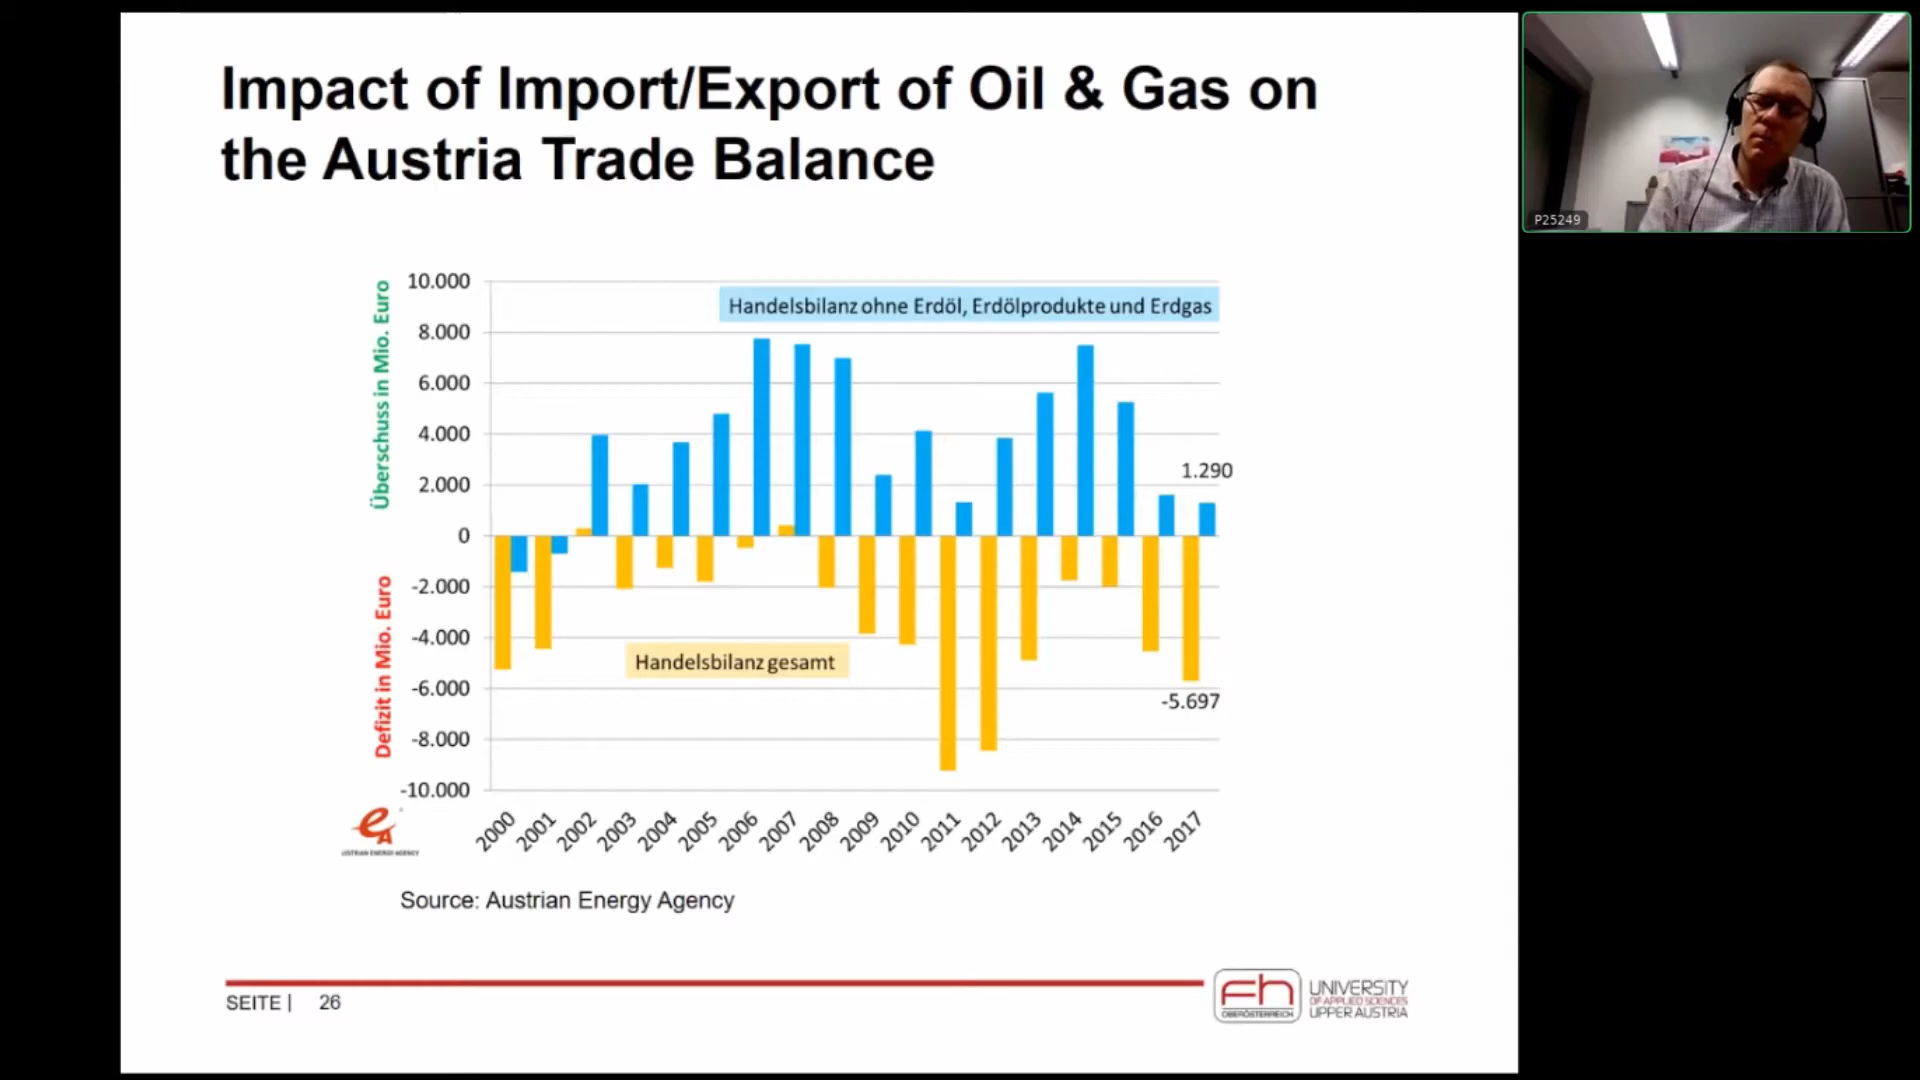 Impact of Import/Export of Oil & Gas on
the Austria Trade Balance
P25249
Überschuss in Mio. Euro
Defizit in Mio. Euro
10.000
8.000
6.000
4.000
2.000
0
-2.000
-4.000
-6.000
-8.000
-10.000
Handelsbilanz ohne Erdöl, Erdölprodukte und Erdgas
1.290
Handelsbilanz gesamt
-5.697
2000
2001
2002
2003
2004
2005
2006
2007
2008
2009
2010
2011
2012
2013
2014
2015
2016
2017
AUSTRIAN ENERGY AGENCY
Source: Austrian Energy Agency
SEITE | 26
fh
OBERÖSTERREICH
UNIVERSITY
OF APPLIED SCIENCES
UPPER AUSTRIA